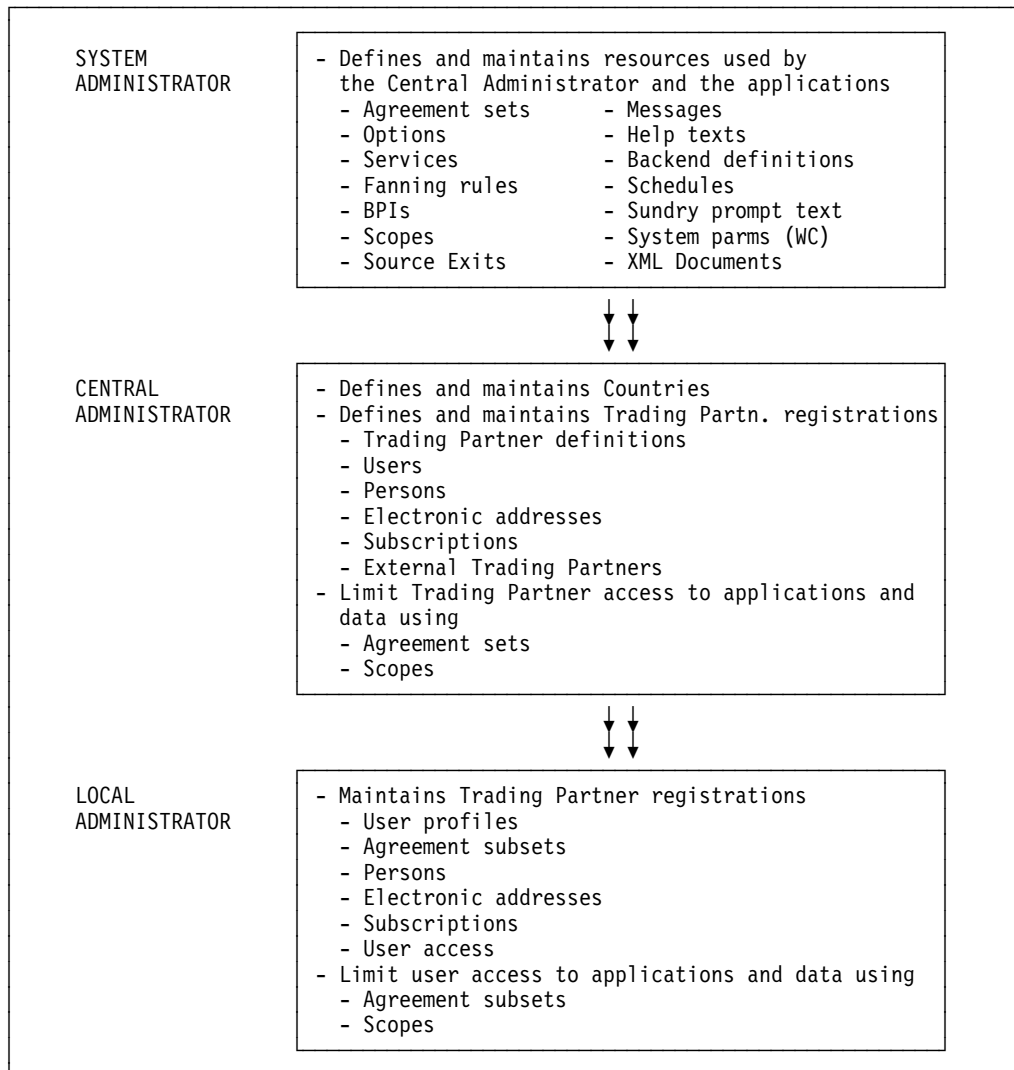 SYSTEM
ADMINISTRATOR
- Defines and maintains resources used by
the Central Administrator and the applications
- Agreement sets - Messages
- Options - Help texts
- Services - Backend definitions
- Fanning rules - Schedules
- BPIs - Sundry prompt text
- Scopes - System parms (WC)
- Source Exits - XML Documents
CENTRAL
ADMINISTRATOR
- Defines and maintains Countries
- Defines and maintains Trading Partn. registrations
- Trading Partner definitions
- Users
- Persons
- Electronic addresses
- Subscriptions
- External Trading Partners
- Limit Trading Partner access to applications and
data using
- Agreement sets
- Scopes
LOCAL
ADMINISTRATOR
- Maintains Trading Partner registrations
- User profiles
- Agreement subsets
- Persons
- Electronic addresses
- Subscriptions
- User access
- Limit user access to applications and data using
- Agreement subsets
- Scopes